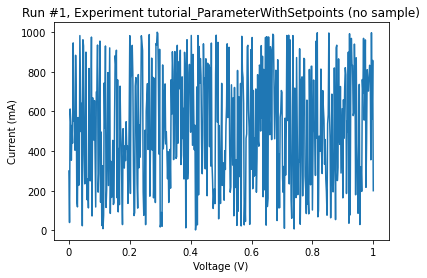 Run #1, Experiment tutorial_ParameterWithSetpoints (no sample)
1000
800
600
400
200
0
Current (mA)
0 0.2 0.4 0.6 0.8 1
Voltage (V)